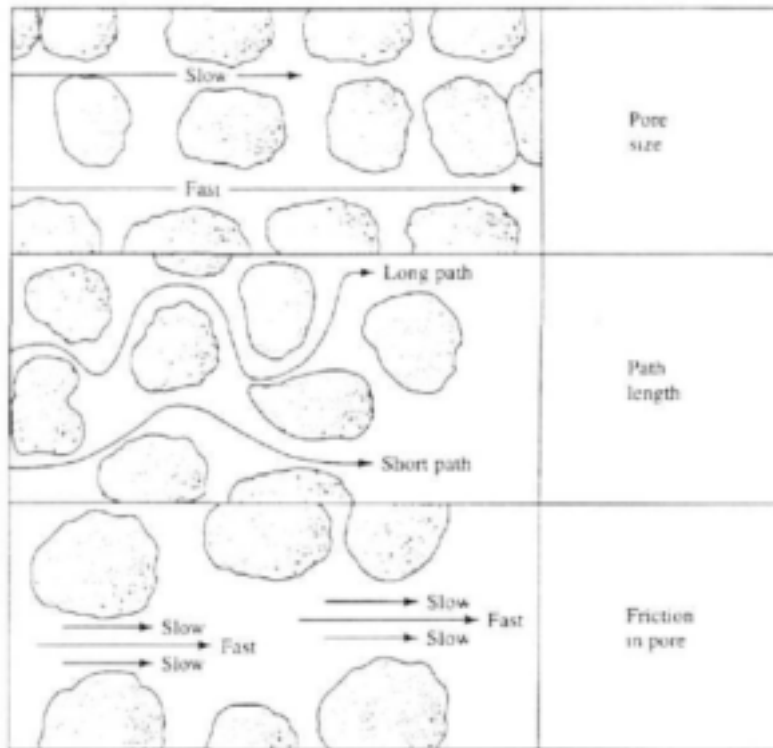 Slow
Pore
size
Fast
Long path
Path
length
Short path
Slow
Slow
Fast
Friction
in pore
Slow
Fast
Slow